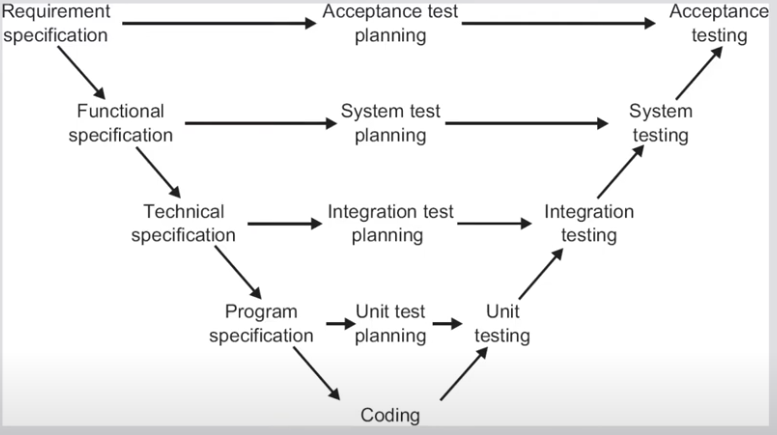 Requirement
specification
Acceptance test
planning
Acceptance
testing
Functional
specification
System test
planning
System
testing
Technical
specification
Integration test
planning
Integration
testing
Program
specification
Unit test
planning
Unit
testing
Coding